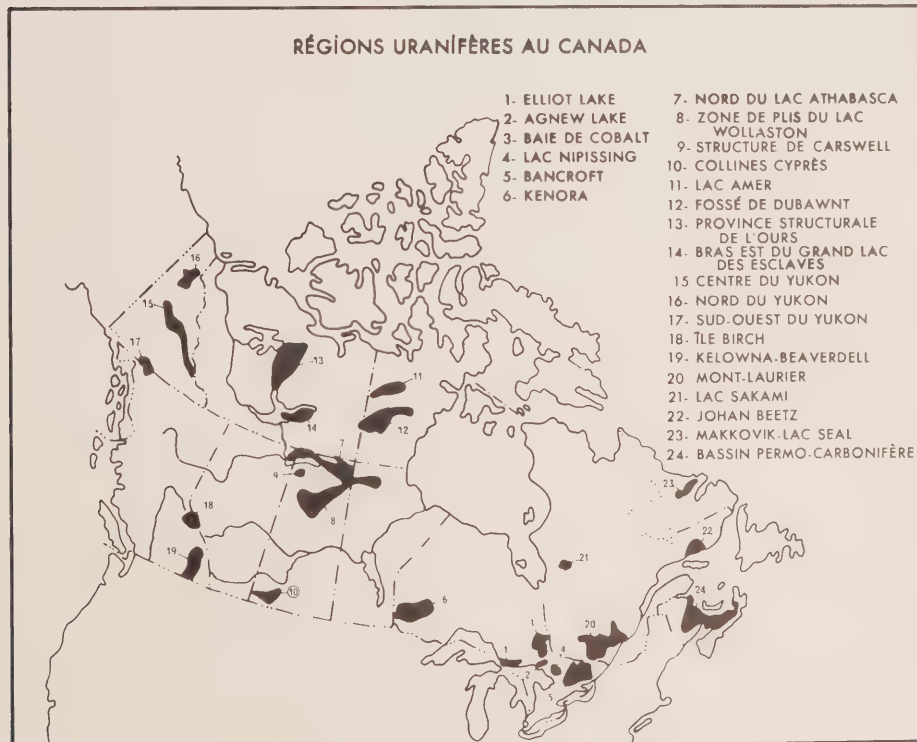 RÉGIONS URANIFÈRES AU CANADA
1- ELLIOT LAKE
2- AGNEW LAKE
3- BAIE DE COBALT
4- LAC NIPISSING
5- BANCROFT
6- KENORA
7- NORD DU LAC ATHABASCA
8- ZONE DE PLIS DU LAC
WOLLASTON
9- STRUCTURE DE CARSWELL
10- COLLINES CYPRÈS
11- LAC AMER
12- FOSSÉ DE DUBAWNT
13- PROVINCE STRUCTURALE
DE L'OURS
14- BRAS EST DU GRAND LAC
DES ESCLAVES
15 CENTRE DU YUKON
16- NORD DU YUKON
17- SUD-OUEST DU YUKON
18- ÎLE BIRCH
19- KELOWNA-BEAVERDELL
20 MONT-LAURIER
21- LAC SAKAMI
22- JOHAN BEETZ
23- MAKKOVIK-LAC SEAL
24- BASSIN PERMO-CARBONIFÈRE
16
15
17
13
11
12
14
7
9
8
18
19
10
6
23
22
21
24
20
3
1
4
2
5